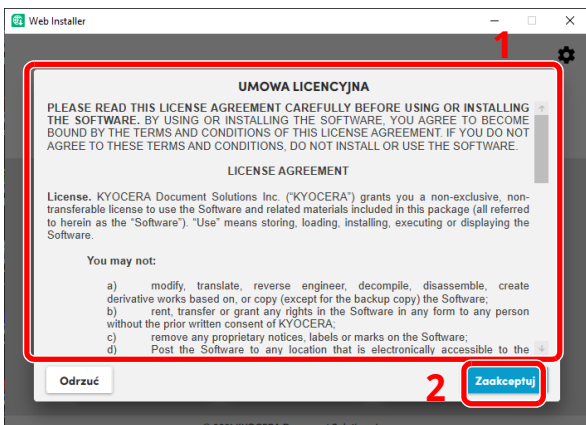 Web Installer
1
UMOWA LICENCYJNA
PLEASE READ THIS LICENSE AGREEMENT CAREFULLY BEFORE USING OR INSTALLING
THE SOFTWARE. BY USING OR INSTALLING THE SOFTWARE, YOU AGREE TO BECOME
BOUND BY THE TERMS AND CONDITIONS OF THIS LICENSE AGREEMENT. IF YOU DO NOT
AGREE TO THESE TERMS AND CONDITIONS, DO NOT INSTALL OR USE THE SOFTWARE.
LICENSE AGREEMENT
License. KYOCERA Document Solutions Inc. (“KYOCERA”) grants you a non-exclusive, non-
transferable license to use the Software and related materials included in this package (all referred
to herein as the “Software”). “Use” means storing, loading, installing, executing or displaying the
Software.
You may not:
a) modify, translate, reverse engineer, decompile, disassemble, create
derivative works based on, or copy (except for the backup copy) the Software;
b) rent, transfer or grant any rights in the Software in any form to any person
without the prior written consent of KYOCERA;
c) remove any proprietary notices, labels or marks on the Software;
d) Post the Software to any location that is electronically accessible to the
Odrzuć
2
Zaakceptuj